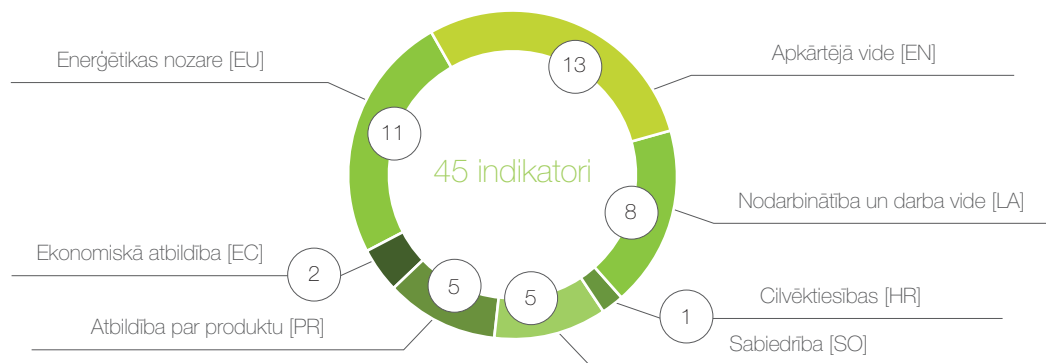 Enerģētikas nozare [EU]
13
Apkārtējā vide [EN]
11
45 indikatori
8
Nodarbinātība un darba vide [LA]
Ekonomiskā atbildība [EC]
2
5
5
1
Cilvēktiesības [HR]
Atbildība par produktu [PR]
Sabiedrība [SO]